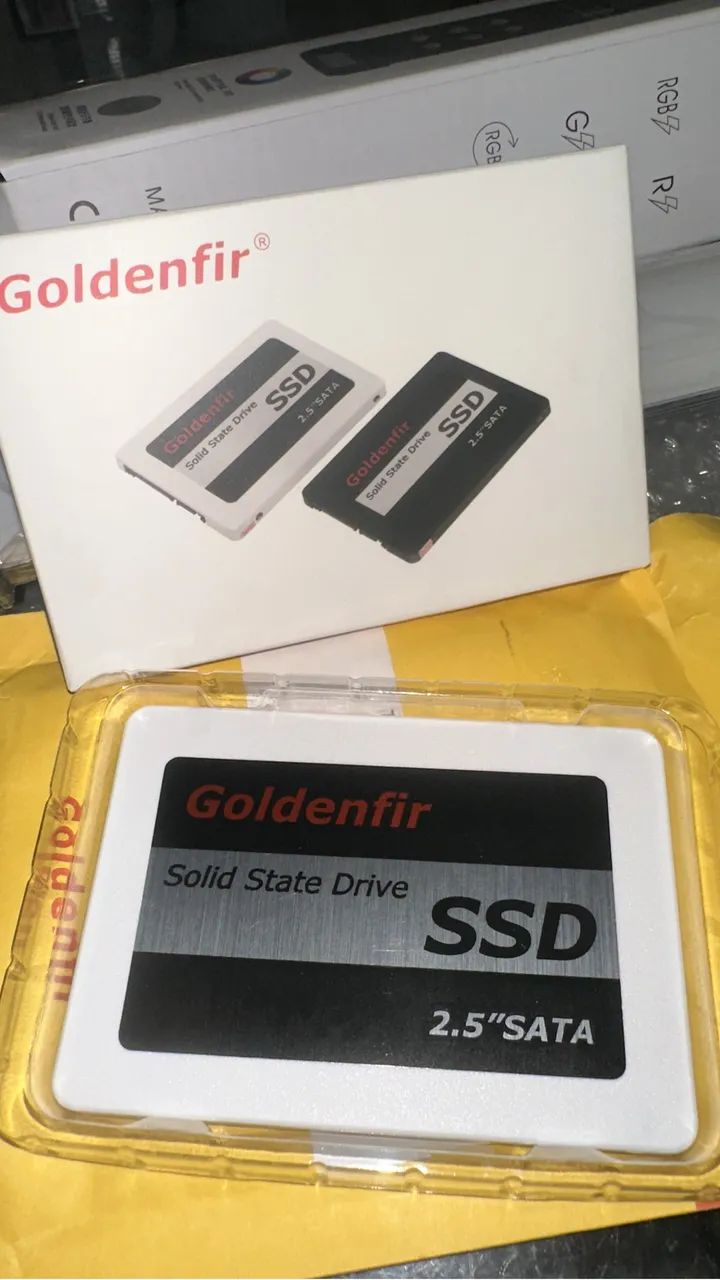 RGB
G
RGB
R
MA
C
Goldenfir®
Goldenfir
Solid State Drive
SSD
2.5"SATA
Goldenfir
Solid State Drive
SSD
2.5"SATA
Goldenfir
Solid State Drive
SSD
2.5"SATA
Goldenfir